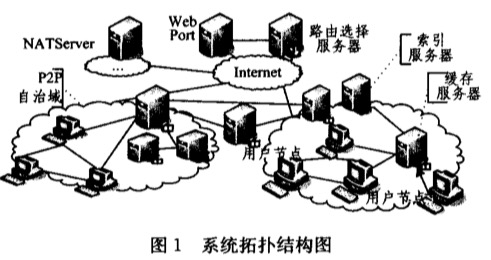 Web
Port
路由选择
服务器
NATServer
...
Internet
索引
服务器
P2P
自治域
缓存
服务器
用户节点
用户节点
图 1 系统拓扑结构图